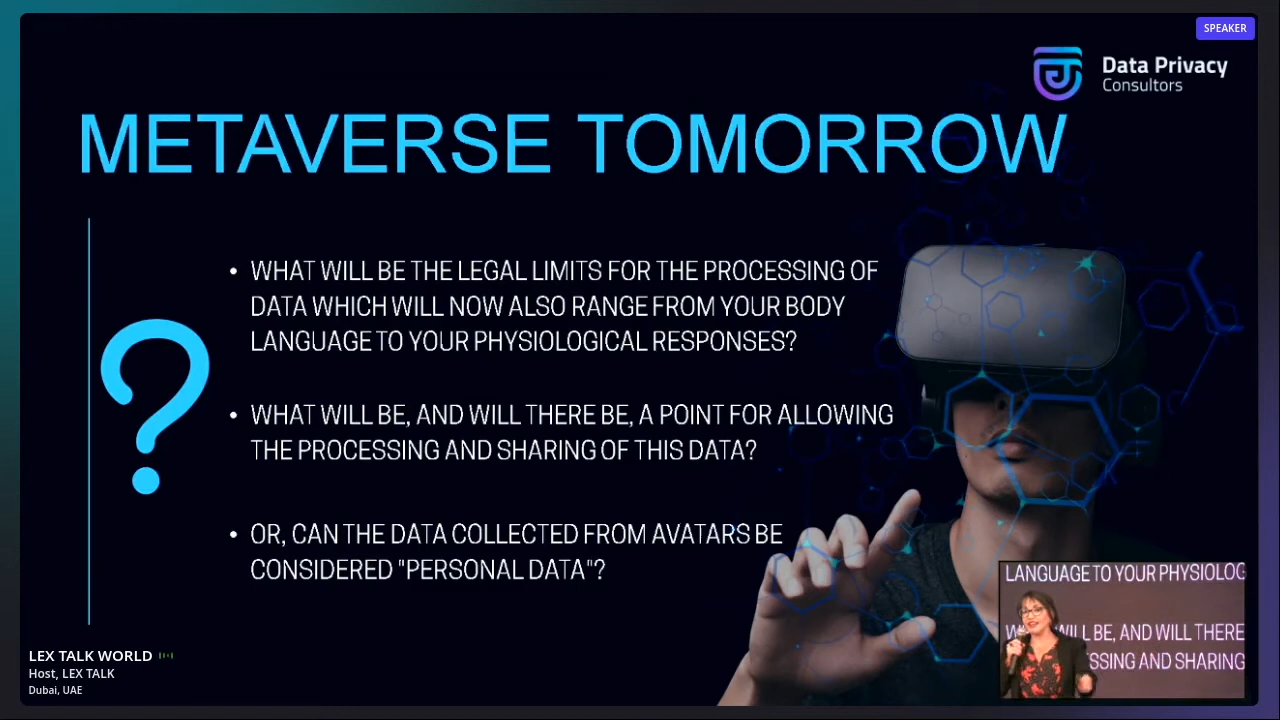 SPEAKER
Data Privacy
Consultors
METAVERSE TOMORROW
• WHAT WILL BE THE LEGAL LIMITS FOR THE PROCESSING OF
DATA WHICH WILL NOW ALSO RANGE FROM YOUR BODY
LANGUAGE TO YOUR PHYSIOLOGICAL RESPONSES?
?
• WHAT WILL BE, AND WILL THERE BE, A POINT FOR ALLOWING
THE PROCESSING AND SHARING OF THIS DATA?
• OR, CAN THE DATA COLLECTED FROM AVATARS BE
CONSIDERED "PERSONAL DATA"?
LANGUAGE TO YOUR PHYSIOLOG
WILL BE, AND WILL THERE
SSING AND SHARING
LEX TALK WORLD
Host, LEX TALK
Dubai, UAE